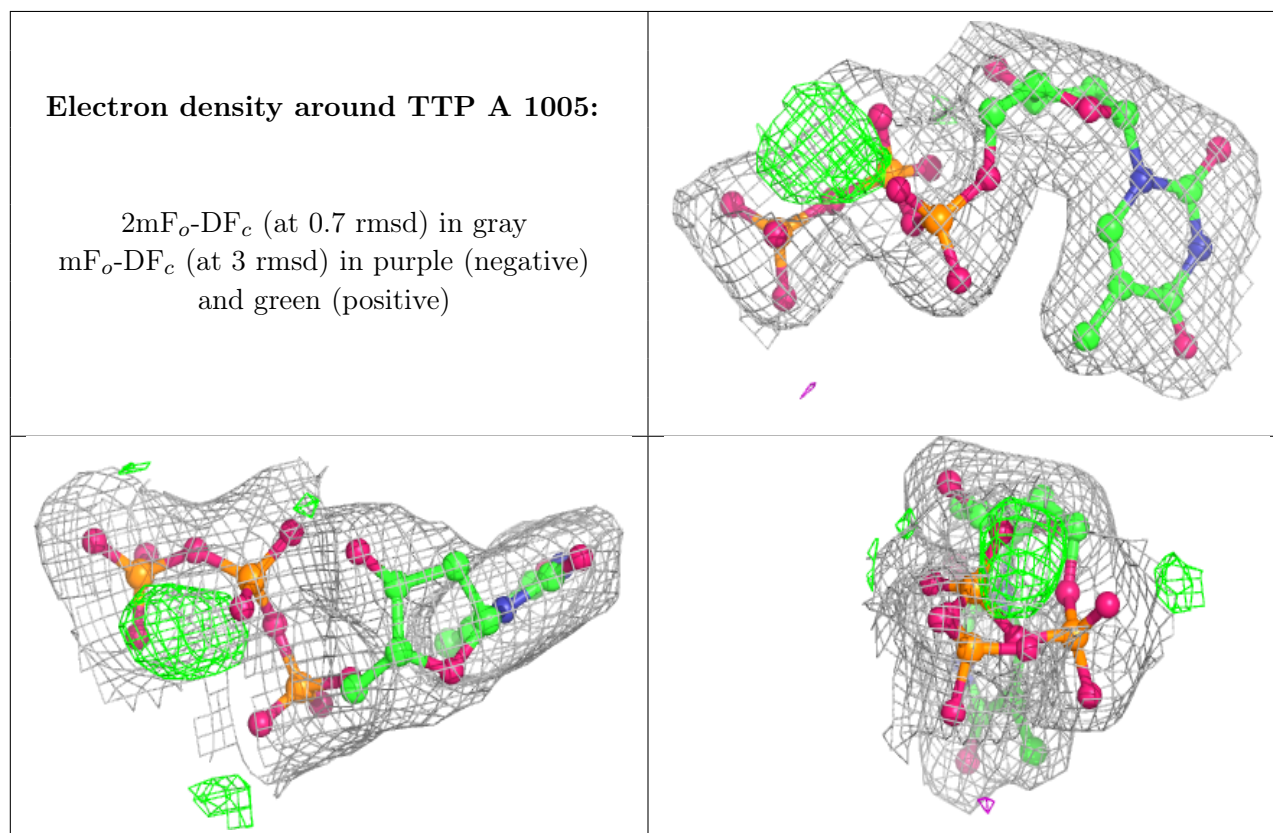 Electron density around TTP A 1005:
2mFo-DFc (at 0.7 rmsd) in gray
mFo-DFc (at 3 rmsd) in purple (negative)
and green (positive)